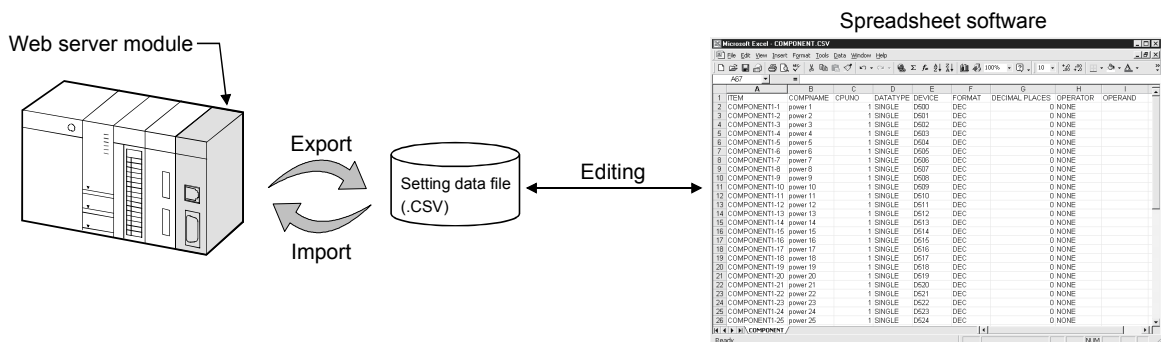 Spreadsheet software
Web server module
Export
Import
Setting data file
(.CSV)
Editing
Microsoft Excel - COMPONENT.CSV
File Edit View Insert Format Tools Data Window Help
100% 10
A67 =
A B C D E F G H I
1 ITEM COMPNAME CPUNO DATATYPE DEVICE FORMAT DECIMAL PLACES OPERATOR OPERAND
2 COMPONENT1-1 power 1 1 SINGLE D500 DEC 0 NONE
3 COMPONENT1-2 power 2 1 SINGLE D501 DEC 0 NONE
4 COMPONENT1-3 power 3 1 SINGLE D502 DEC 0 NONE
5 COMPONENT1-4 power 4 1 SINGLE D503 DEC 0 NONE
6 COMPONENT1-5 power 5 1 SINGLE D504 DEC 0 NONE
7 COMPONENT1-6 power 6 1 SINGLE D505 DEC 0 NONE
8 COMPONENT1-7 power 7 1 SINGLE D506 DEC 0 NONE
9 COMPONENT1-8 power 8 1 SINGLE D507 DEC 0 NONE
10 COMPONENT1-9 power 9 1 SINGLE D508 DEC 0 NONE
11 COMPONENT1-10 power 10 1 SINGLE D509 DEC 0 NONE
12 COMPONENT1-11 power 11 1 SINGLE D510 DEC 0 NONE
13 COMPONENT1-12 power 12 1 SINGLE D511 DEC 0 NONE
14 COMPONENT1-13 power 13 1 SINGLE D512 DEC 0 NONE
15 COMPONENT1-14 power 14 1 SINGLE D513 DEC 0 NONE
16 COMPONENT1-15 power 15 1 SINGLE D514 DEC 0 NONE
17 COMPONENT1-16 power 16 1 SINGLE D515 DEC 0 NONE
18 COMPONENT1-17 power 17 1 SINGLE D516 DEC 0 NONE
19 COMPONENT1-18 power 18 1 SINGLE D517 DEC 0 NONE
20 COMPONENT1-19 power 19 1 SINGLE D518 DEC 0 NONE
21 COMPONENT1-20 power 20 1 SINGLE D519 DEC 0 NONE
22 COMPONENT1-21 power 21 1 SINGLE D520 DEC 0 NONE
23 COMPONENT1-22 power 22 1 SINGLE D521 DEC 0 NONE
24 COMPONENT1-23 power 23 1 SINGLE D522 DEC 0 NONE
25 COMPONENT1-24 power 24 1 SINGLE D523 DEC 0 NONE
26 COMPONENT1-25 power 25 1 SINGLE D524 DEC 0 NONE
COMPONENT
Ready NUM